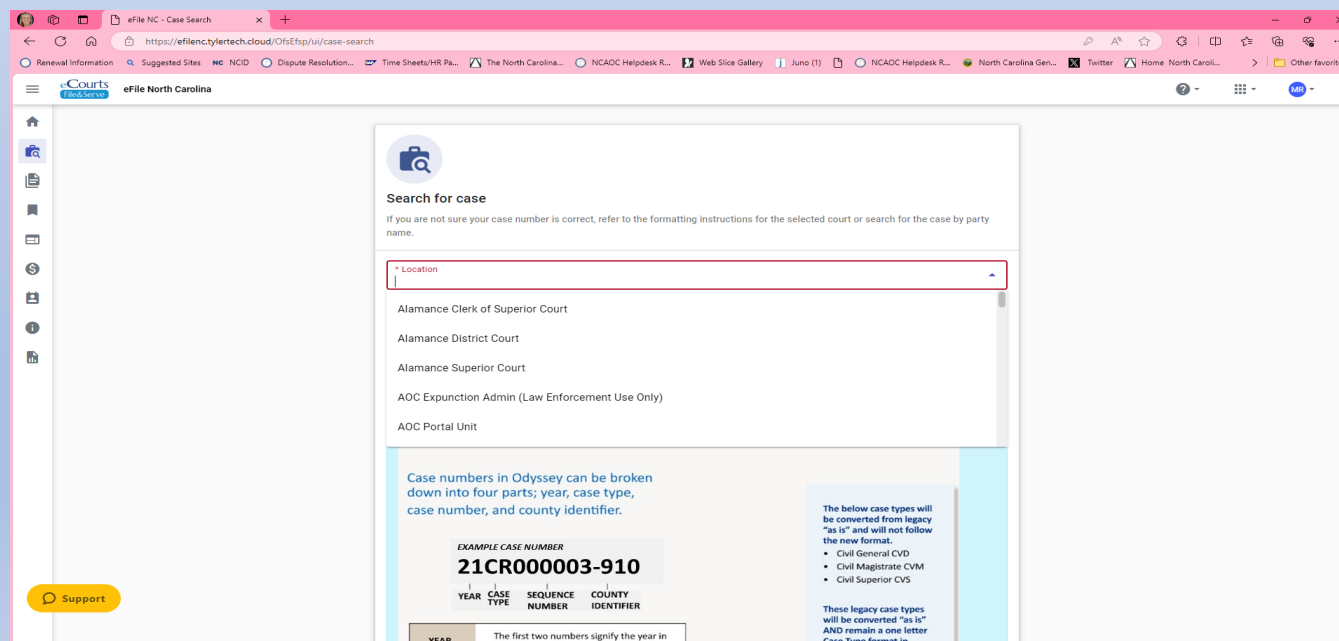 eFile NC - Case Search
https://efilenc.tylertech.cloud/OfsEfsp/ui/case-search
Renewal Information Suggested Sites NC NCID Dispute Resolution... Time Sheets/HR Pa... The North Carolina... NCAOC Helpdesk R... Web Slice Gallery Juno (1) NCAOC Helpdesk R... North Carolina Gen... Twitter Home North Caroli... Other favorit
eCourts
File&Serve
eFile North Carolina
MR
Search for case
If you are not sure your case number is correct, refer to the formatting instructions for the selected court or search for the case by party
name.
* Location
Alamance Clerk of Superior Court
Alamance District Court
Alamance Superior Court
AOC Expunction Admin (Law Enforcement Use Only)
AOC Portal Unit
Case numbers in Odyssey can be broken
down into four parts; year, case type,
case number, and county identifier.
EXAMPLE CASE NUMBER
21CR000003-910
YEAR CASE TYPE SEQUENCE NUMBER COUNTY IDENTIFIER
YEAR
The first two numbers signify the year in
The below case types will
be converted from legacy
"as is" and will not follow
the new format.
• Civil General CVD
• Civil Magistrate CVM
• Civil Superior CVS
These legacy case types
will be converted "as is"
AND remain a one letter
Case Type format in
Support